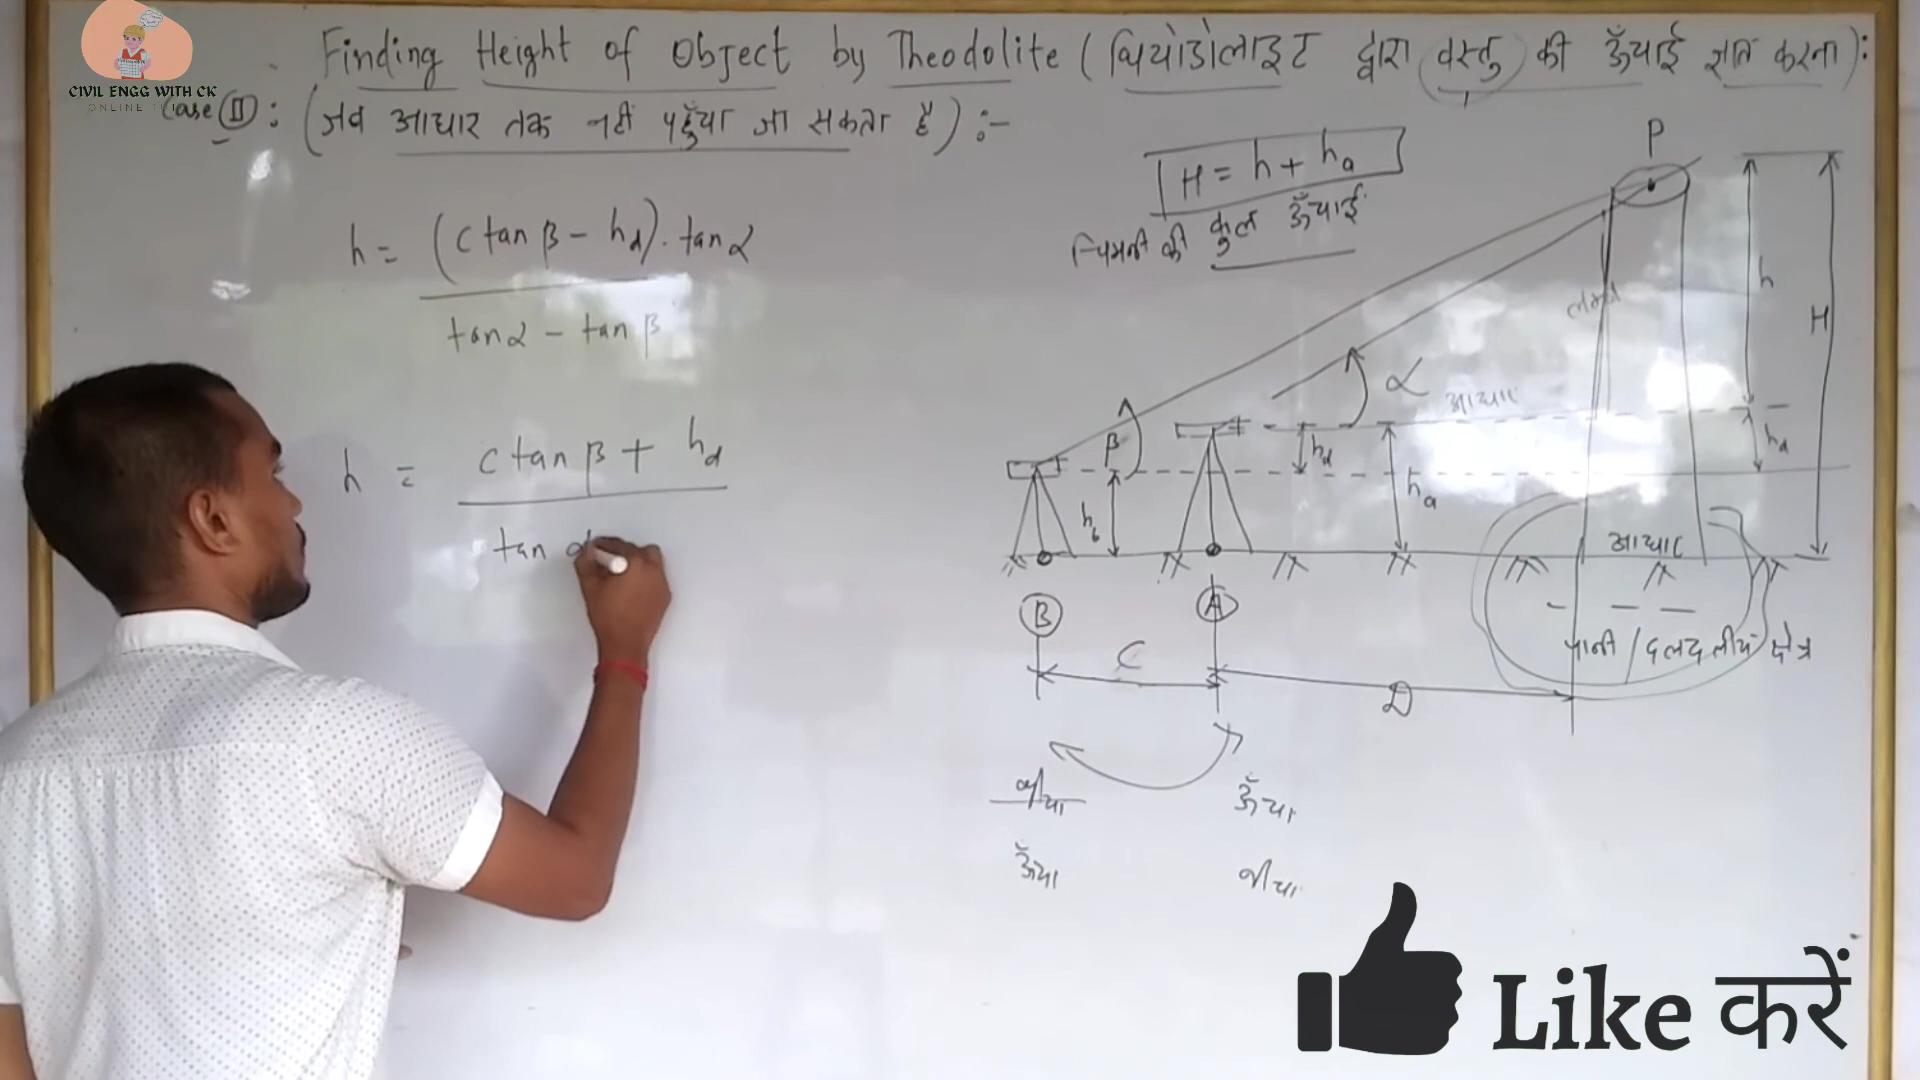 CIVIL ENGG WITH CK
Finding Height of Object by Theodolite (थियोडोलाइट द्वारा वस्तु की ऊँचाई ज्ञात करना):
Case II: (जब आधार तक नहीं पहुँचा जा सकता है) :-
H = h + ha
चिमनी की कुल ऊँचाई
h = (c tan β - hd). tan α
tan α - tan β
h = c tan β + hd
tan α
P
लम्ब
h
H
α
आधार
β
hd
hd
ha
hb
आधार
B
A
पानी / दलदलीय क्षेत्र
C
D
नीचा
ऊँचा
ऊँचा
नीचा
Like करें